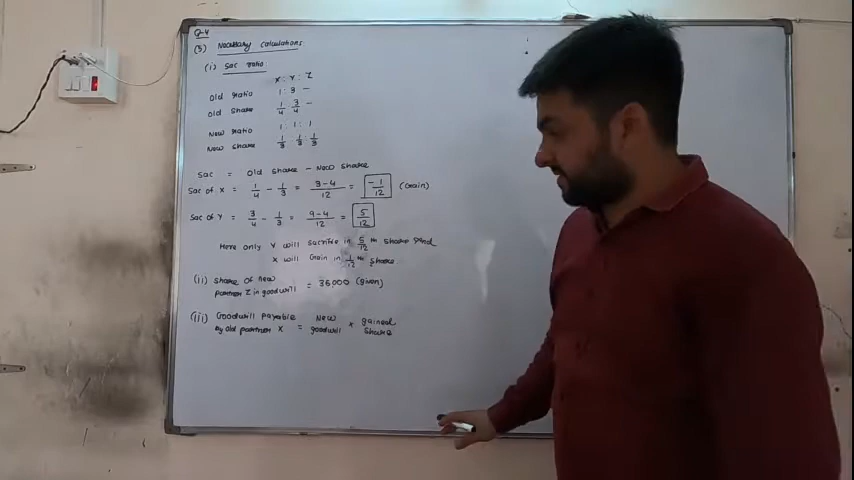 Q-4
(3) Necessary calculations
(i) Sac ratio
X : Y : Z
Old ratio 1 : 3 -
Old share 1/4 3/4 -
New ratio 1 : 1 : 1
New share 1/3 1/3 1/3
Sac = Old share - New share
Sac of X = 1/4 - 1/3 = 3-4/12 = -1/12 (Gain)
Sac of Y = 3/4 - 1/3 = 9-4/12 = 5/12
Here only Y will sacrifice in 5/12 th share and
X will Gain in 1/12 th share.
(ii) Share of new
partner Z in goodwill = 36000 (given)
(iii) Goodwill payable
by old partner X = New goodwill × gained share